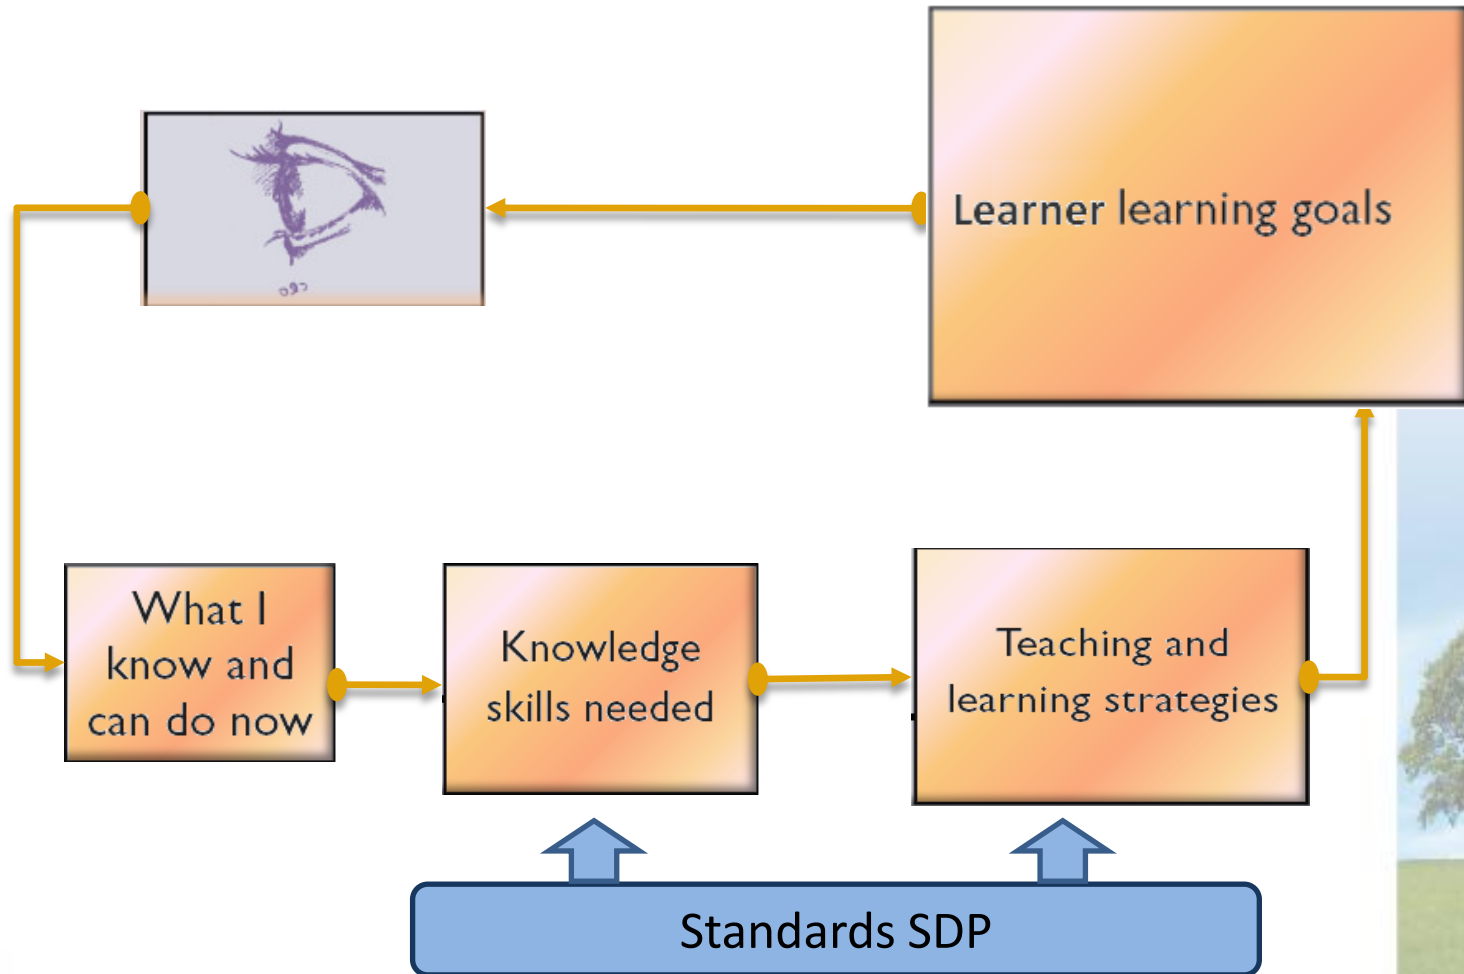 Learner learning goals
What I
know and
can do now
Knowledge
skills needed
Teaching and
learning strategies
Standards SDP